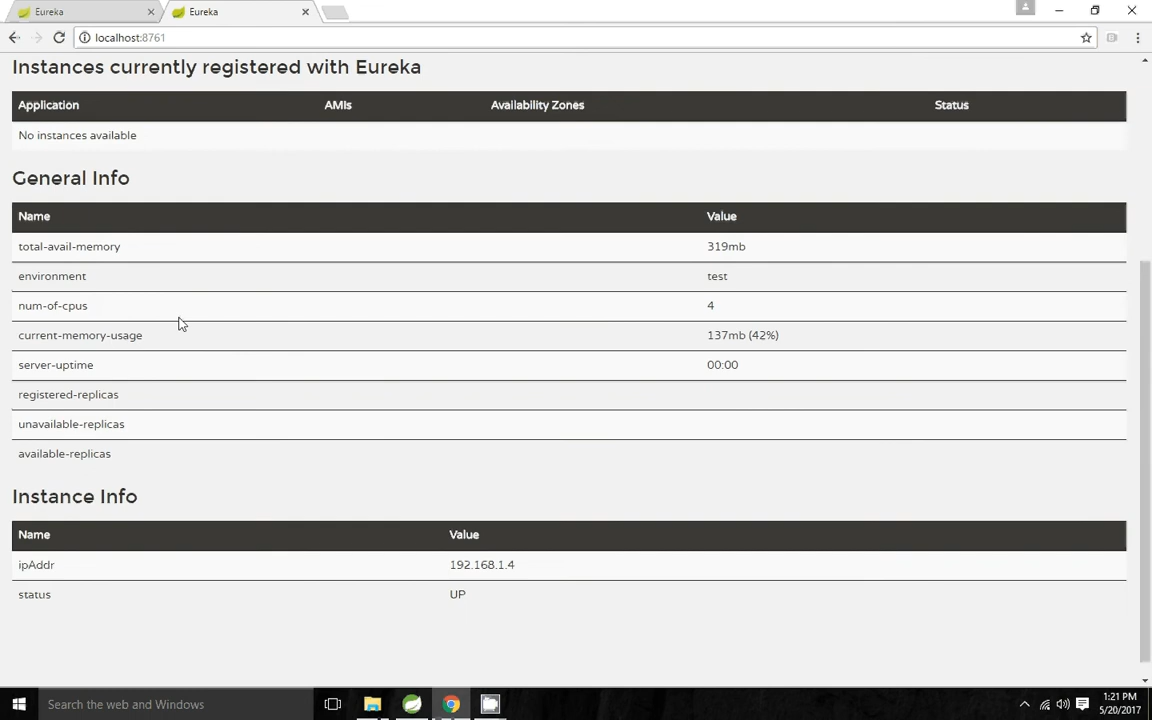 Eureka
Eureka
localhost:8761
Instances currently registered with Eureka
Application AMIs Availability Zones Status
No instances available
General Info
Name Value
total-avail-memory 319mb
environment test
num-of-cpus 4
current-memory-usage 137mb (42%)
server-uptime 00:00
registered-replicas
unavailable-replicas
available-replicas
Instance Info
Name Value
ipAddr 192.168.1.4
status UP
Search the web and Windows
1:21 PM
5/20/2017